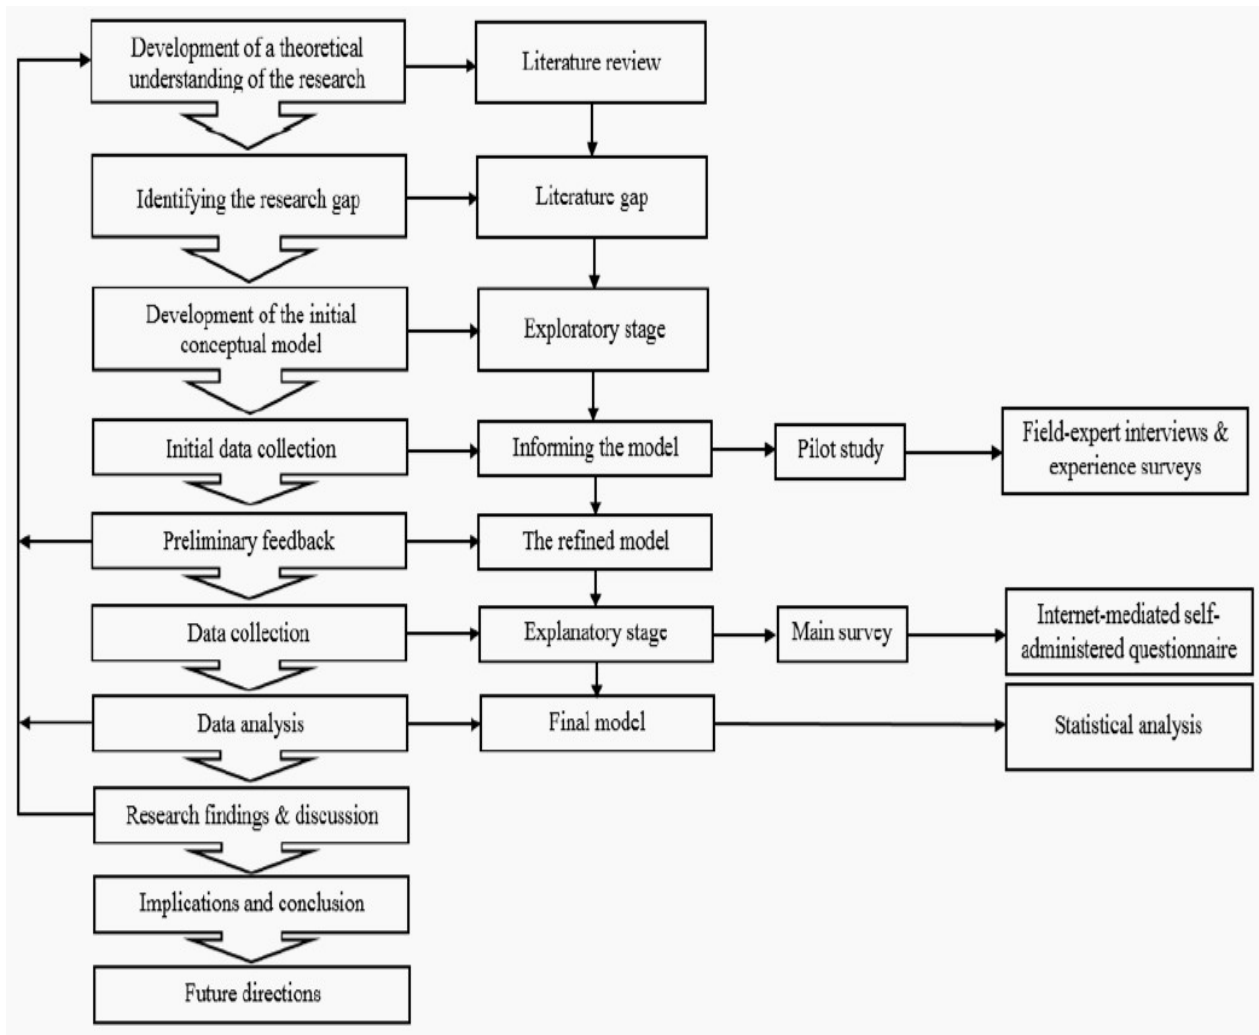 Development of a theoretical
understanding of the research
Literature review
Identifying the research gap
Literature gap
Development of the initial
conceptual model
Exploratory stage
Initial data collection
Informing the model
Pilot study
Field-expert interviews &
experience surveys
Preliminary feedback
The refined model
Data collection
Explanatory stage
Main survey
Internet-mediated self-
administered questionnaire
Data analysis
Final model
Statistical analysis
Research findings & discussion
Implications and conclusion
Future directions